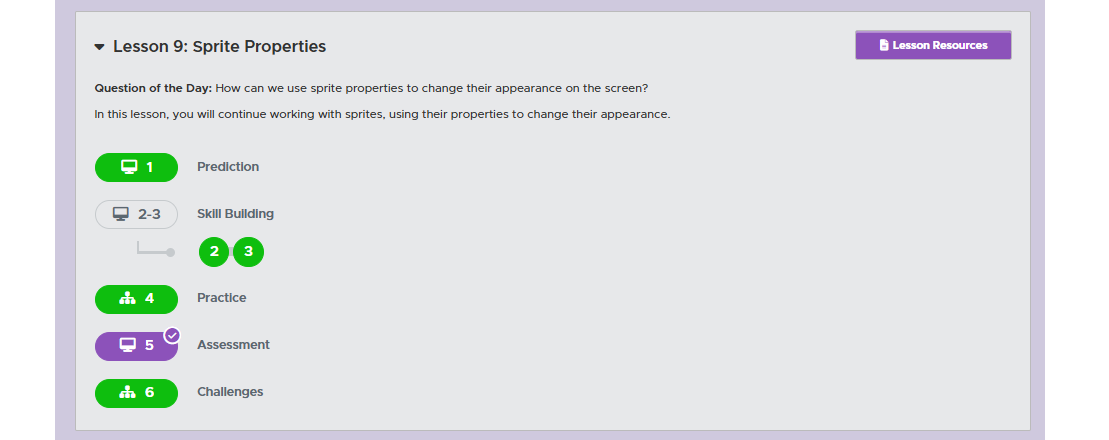 Lesson 9: Sprite Properties
Lesson Resources
Question of the Day: How can we use sprite properties to change their appearance on the screen?
In this lesson, you will continue working with sprites, using their properties to change their appearance.
1 Prediction
2-3 Skill Building
2 3
4 Practice
5 Assessment
6 Challenges